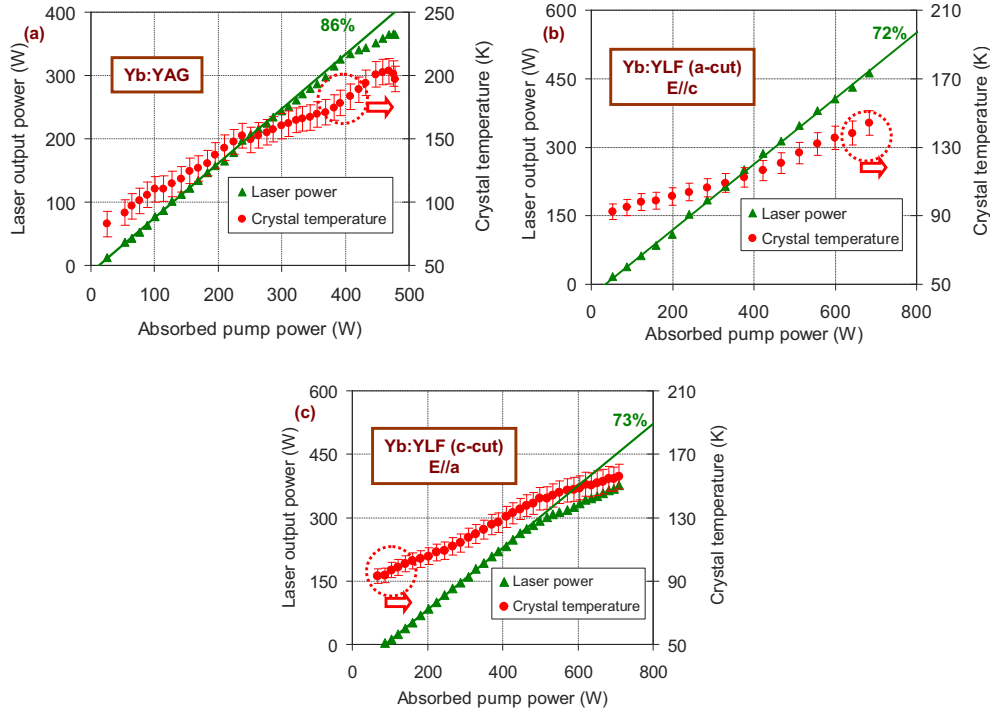 (a)
86%
Yb:YAG
400
300
200
100
0
250
200
150
100
50
Laser output power (W)
Crystal temperature (K)
Laser power
Crystal temperature
0 100 200 300 400 500
Absorbed pump power (W)
(b)
72%
Yb:YLF (a-cut)
E//c
600
450
300
150
0
210
170
130
90
50
Laser output power (W)
Crystal temperature (K)
Laser power
Crystal temperature
0 200 400 600 800
Absorbed pump power (W)
(c)
73%
Yb:YLF (c-cut)
E//a
600
450
300
150
0
210
170
130
90
50
Laser output power (W)
Crystal temperature (K)
Laser power
Crystal temperature
0 200 400 600 800
Absorbed pump power (W)